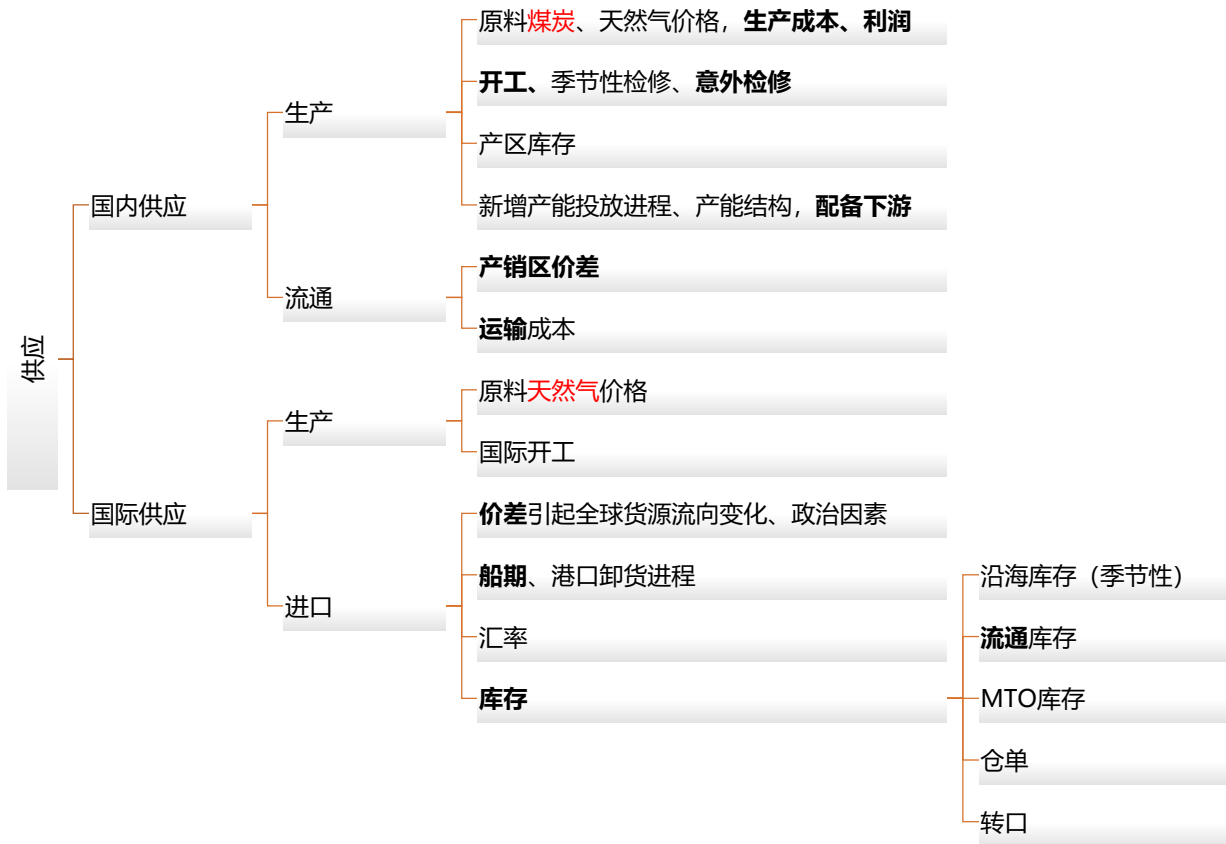 供应
国内供应
生产
原料煤炭、天然气价格，生产成本、利润
开工、季节性检修、意外检修
产区库存
新增产能投放进程、产能结构，配备下游
流通
产销区价差
运输成本
国际供应
生产
原料天然气价格
国际开工
进口
价差引起全球货源流向变化、政治因素
船期、港口卸货进程
汇率
库存
沿海库存（季节性）
流通库存
MTO库存
仓单
转口